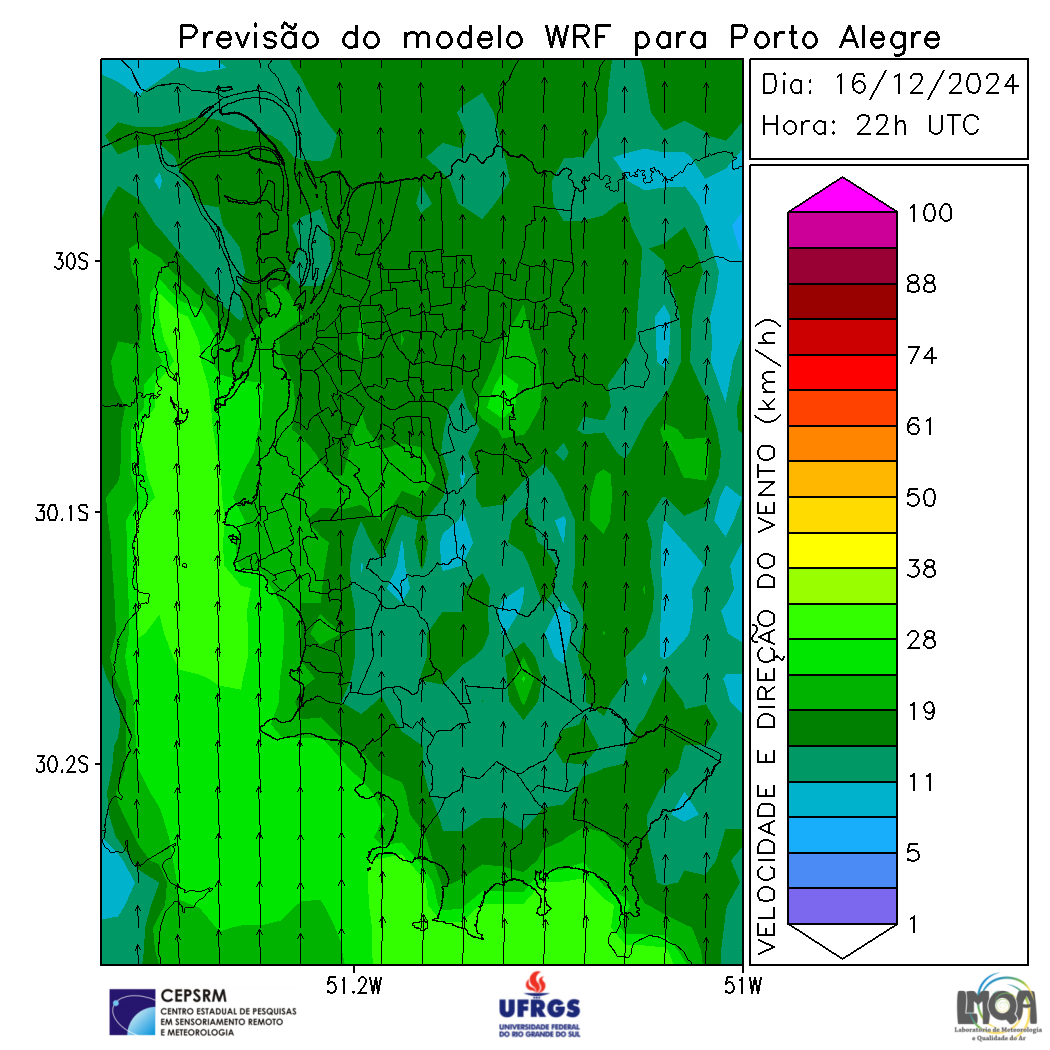 Previsão do modelo WRF para Porto Alegre
Dia: 16/12/2024
Hora: 22h UTC
30S
30.1S
30.2S
51.2W
51W
VELOCIDADE E DIREÇÃO DO VENTO (km/h)
100
88
74
61
50
38
28
19
11
5
1
CEPSRM
CENTRO ESTADUAL DE PESQUISAS
EM SENSORIAMENTO REMOTO
E METEOROLOGIA
UFRGS
UNIVERSIDADE FEDERAL
DO RIO GRANDE DO SUL
LMQA
Laboratório de Meteorologia
e Qualidade do Ar